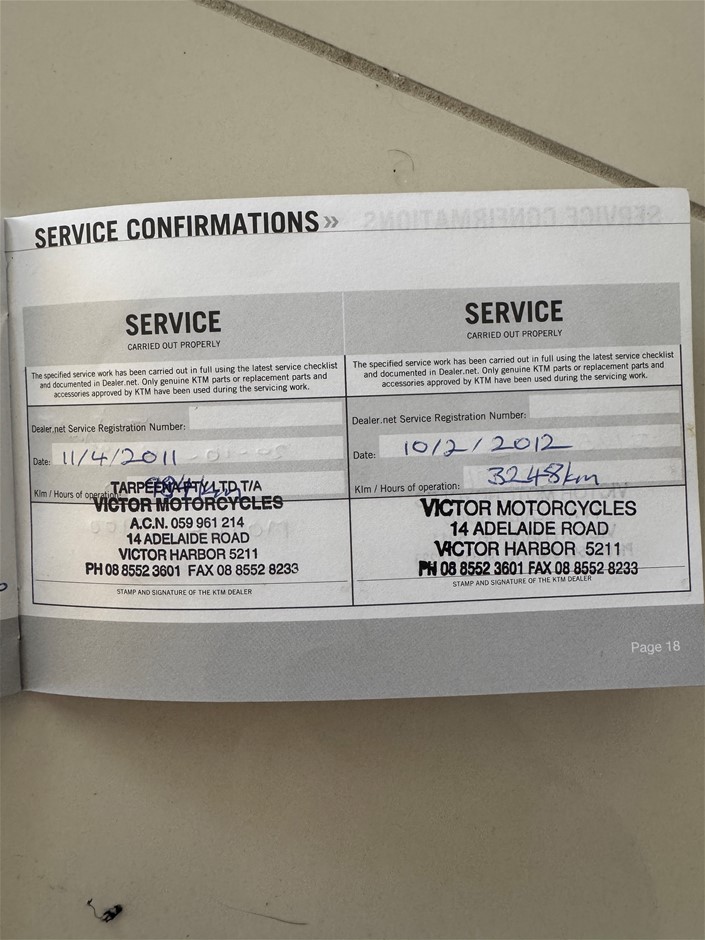 SERVICE CONFIRMATIONS »
SERVICE
CARRIED OUT PROPERLY
The specified service work has been carried out in full using the latest service checklist
and documented in Dealer.net. Only genuine KTM parts or replacement parts and
accessories approved by KTM have been used during the servicing work.
Dealer.net Service Registration Number:
Date: 11/4/2011
Klm / Hours of operation:
TARPEENA PTY LTD T/A
VICTOR MOTORCYCLES
A.C.N. 059 961 214
14 ADELAIDE ROAD
VICTOR HARBOR 5211
PH 08 8552 3601 FAX 08 8552 8233
STAMP AND SIGNATURE OF THE KTM DEALER
SERVICE
CARRIED OUT PROPERLY
The specified service work has been carried out in full using the latest service checklist
and documented in Dealer.net. Only genuine KTM parts or replacement parts and
accessories approved by KTM have been used during the servicing work.
Dealer.net Service Registration Number:
Date: 10/2/2012
Klm / Hours of operation: 3248km
VICTOR MOTORCYCLES
14 ADELAIDE ROAD
VICTOR HARBOR 5211
PH 08 8552 3601 FAX 08 8552 8233
STAMP AND SIGNATURE OF THE KTM DEALER
Page 18